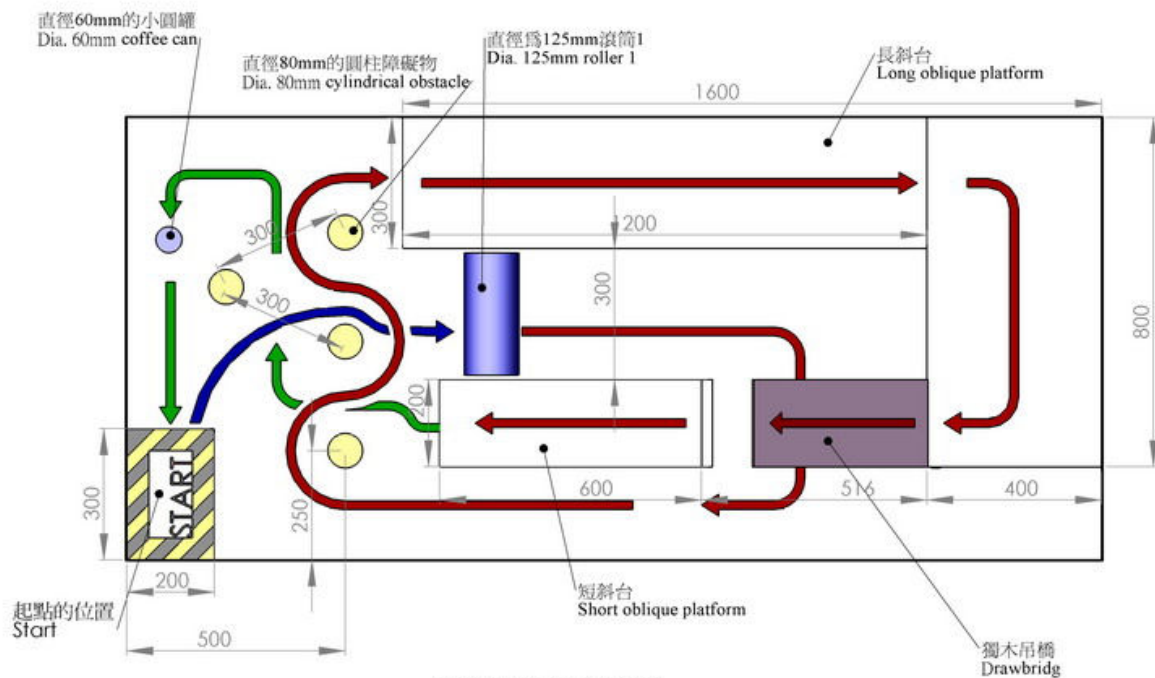 直徑60mm的小圓罐
Dia. 60mm coffee can
直徑80mm的圓柱障礙物
Dia. 80mm cylindrical obstacle
直徑爲125mm滾筒1
Dia. 125mm roller 1
長斜台
Long oblique platform
1600
300
300
1200
300
300
800
200
START
300
250
600
516
400
200
500
起點的位置
Start
短斜台
Short oblique platform
獨木吊橋
Drawbridg